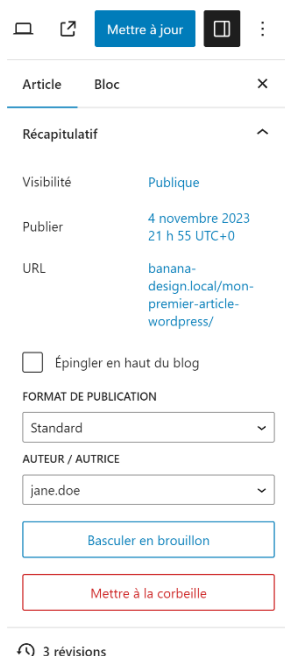 Mettre à jour
Article Bloc
Récapitulatif
Visibilité Publique
Publier 4 novembre 2023
21 h 55 UTC+0
URL banana-
design.local/mon-
premier-article-
wordpress/
Épingler en haut du blog
FORMAT DE PUBLICATION
Standard
AUTEUR / AUTRICE
jane.doe
Basculer en brouillon
Mettre à la corbeille
3 révisions